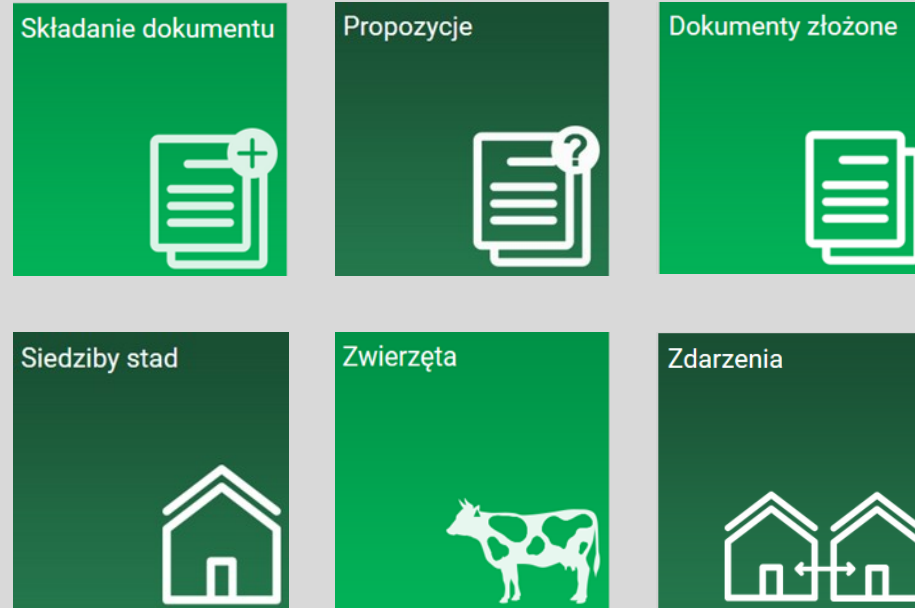 Składanie dokumentu
Propozycje
Dokumenty złożone
Siedziby stad
Zwierzęta
Zdarzenia